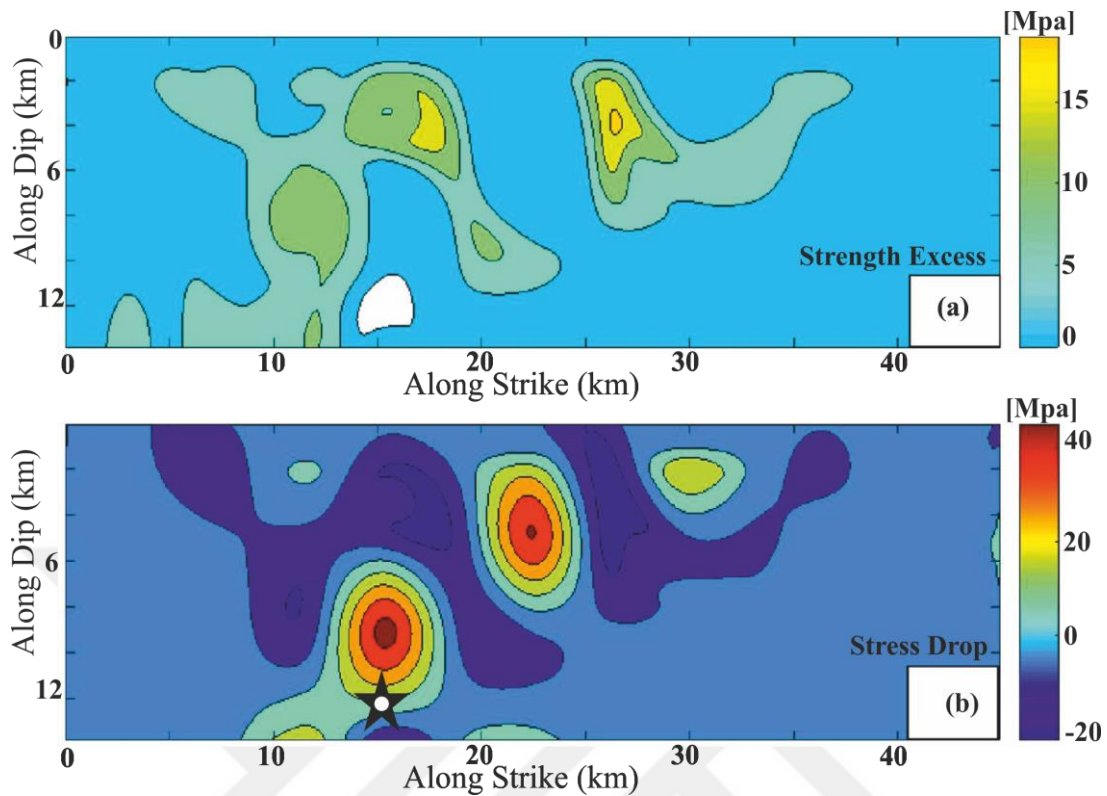 [Mpa]
0
6
12
Along Dip (km)
Strength Excess
(a)
15
10
5
0
0 10 20 30 40
Along Strike (km)
[Mpa]
6
12
Along Dip (km)
Stress Drop
(b)
40
20
0
-20
0 10 20 30 40
Along Strike (km)